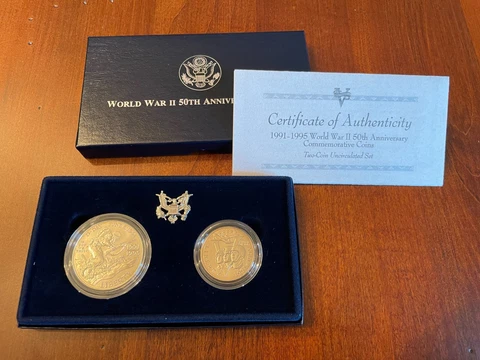 WORLD WAR II 50TH ANNIV
Certificate of Authenticity
1991-1995 World War II 50th Anniversary
Commemorative Coins
Two-Coin Uncirculated Set